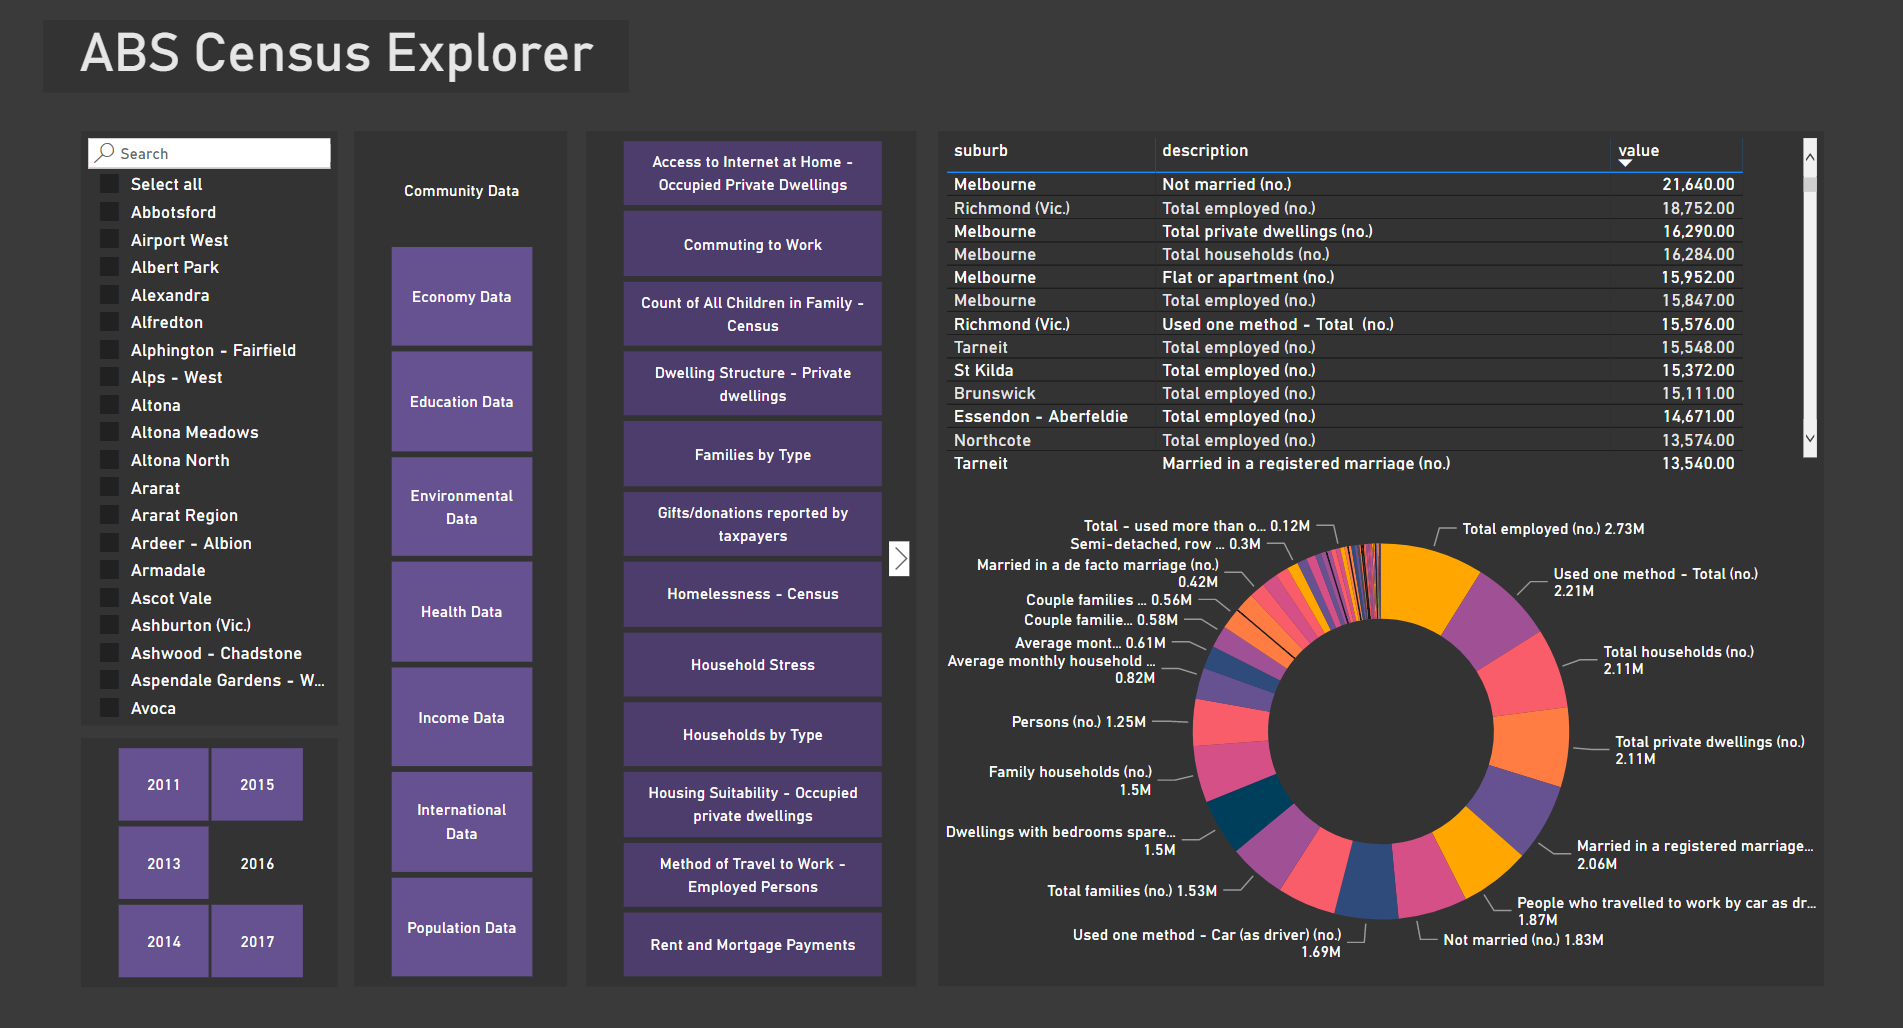 ABS Census Explorer
Search
Select all
Abbotsford
Airport West
Albert Park
Alexandra
Alfredton
Alphington - Fairfield
Alps - West
Altona
Altona Meadows
Altona North
Ararat
Ararat Region
Ardeer - Albion
Armadale
Ascot Vale
Ashburton (Vic.)
Ashwood - Chadstone
Aspendale Gardens - W...
Avoca
2011 2015
2013 2016
2014 2017
Community Data
Economy Data
Education Data
Environmental
Data
Health Data
Income Data
International
Data
Population Data
Access to Internet at Home -
Occupied Private Dwellings
Commuting to Work
Count of All Children in Family -
Census
Dwelling Structure - Private
dwellings
Families by Type
Gifts/donations reported by
taxpayers
Homelessness - Census
Household Stress
Households by Type
Housing Suitability - Occupied
private dwellings
Method of Travel to Work -
Employed Persons
Rent and Mortgage Payments
suburb description value
Melbourne Not married (no.) 21,640.00
Richmond (Vic.) Total employed (no.) 18,752.00
Melbourne Total private dwellings (no.) 16,290.00
Melbourne Total households (no.) 16,284.00
Melbourne Flat or apartment (no.) 15,952.00
Melbourne Total employed (no.) 15,847.00
Richmond (Vic.) Used one method - Total (no.) 15,576.00
Tarneit Total employed (no.) 15,548.00
St Kilda Total employed (no.) 15,372.00
Brunswick Total employed (no.) 15,111.00
Essendon - Aberfeldie Total employed (no.) 14,671.00
Northcote Total employed (no.) 13,574.00
Tarneit Married in a registered marriage (no.) 13,540.00
Total - used more than o... 0.12M
Semi-detached, row ... 0.3M
Married in a de facto marriage (no.)
0.42M
Couple families ... 0.56M
Couple familie... 0.58M
Average mont... 0.61M
Average monthly household ...
0.82M
Persons (no.) 1.25M
Family households (no.)
1.5M
Dwellings with bedrooms spare...
1.5M
Total families (no.) 1.53M
Used one method - Car (as driver) (no.)
1.69M
Total employed (no.) 2.73M
Used one method - Total (no.)
2.21M
Total households (no.)
2.11M
Total private dwellings (no.)
2.11M
Married in a registered marriage...
2.06M
People who travelled to work by car as dr...
1.87M
Not married (no.) 1.83M